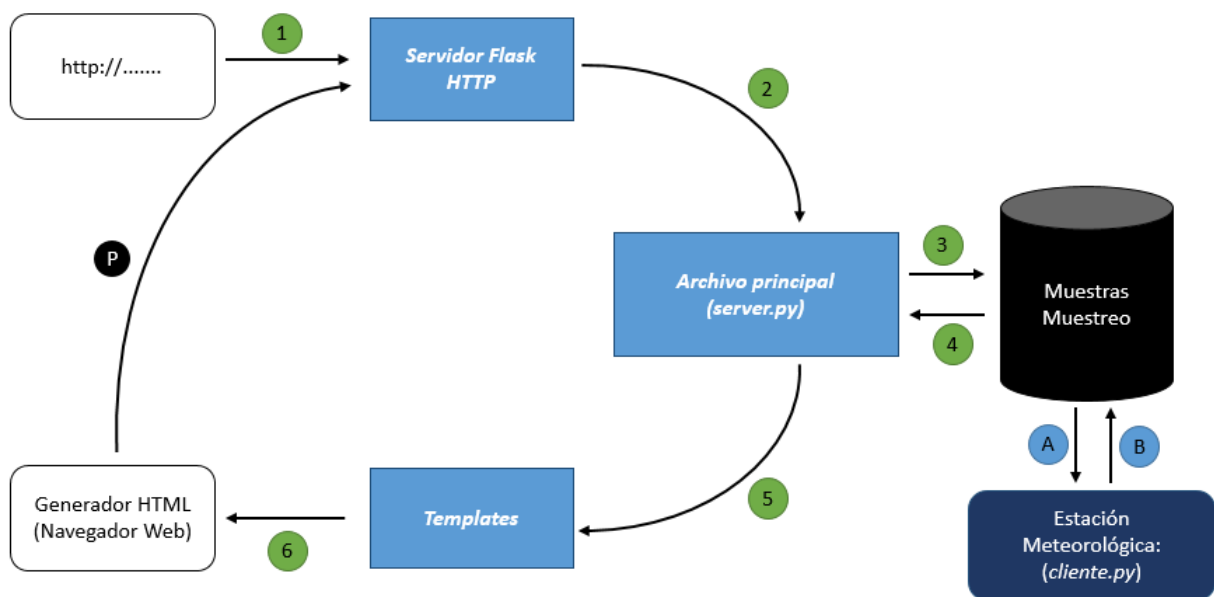 http://.......
1
Servidor Flask
HTTP
2
P
Archivo principal
(server.py)
3
4
Muestras
Muestreo
A
B
Generador HTML
(Navegador Web)
6
Templates
5
Estación
Meteorológica:
(cliente.py)